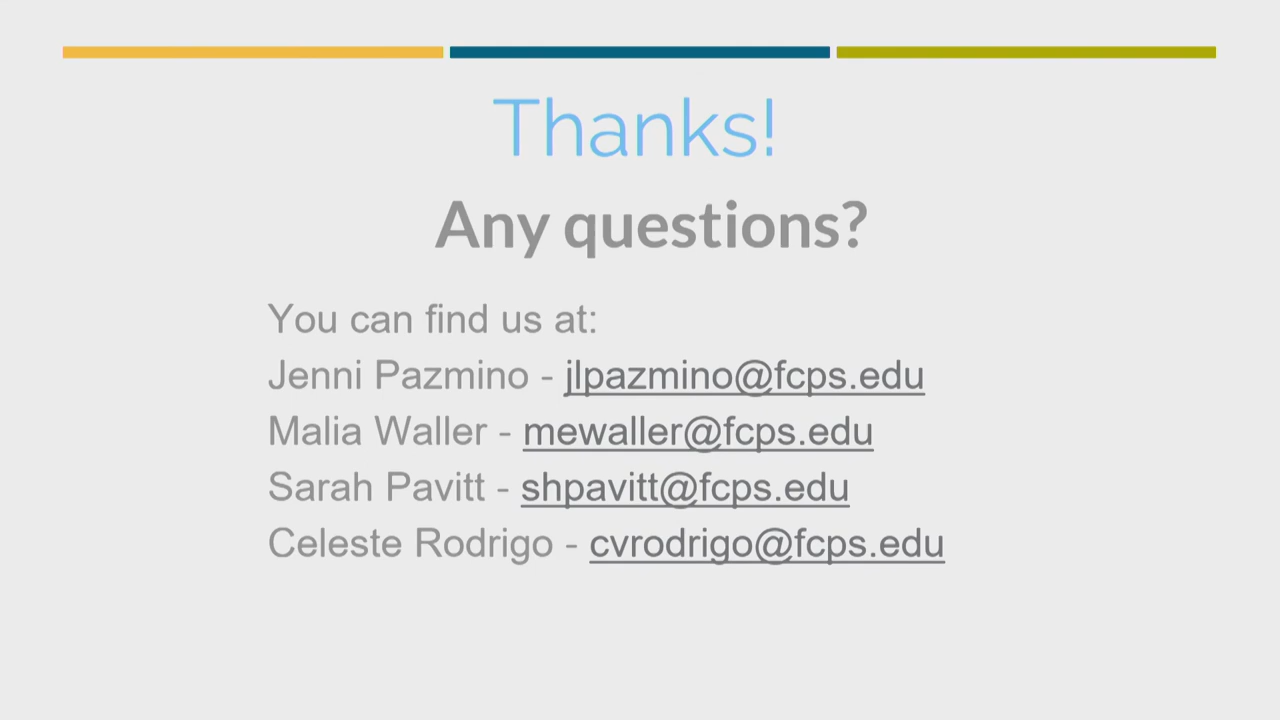 Thanks!
Any questions?
You can find us at:
Jenni Pazmino - jlpazmino@fcps.edu
Malia Waller - mewaller@fcps.edu
Sarah Pavitt - shpavitt@fcps.edu
Celeste Rodrigo - cvrodrigo@fcps.edu